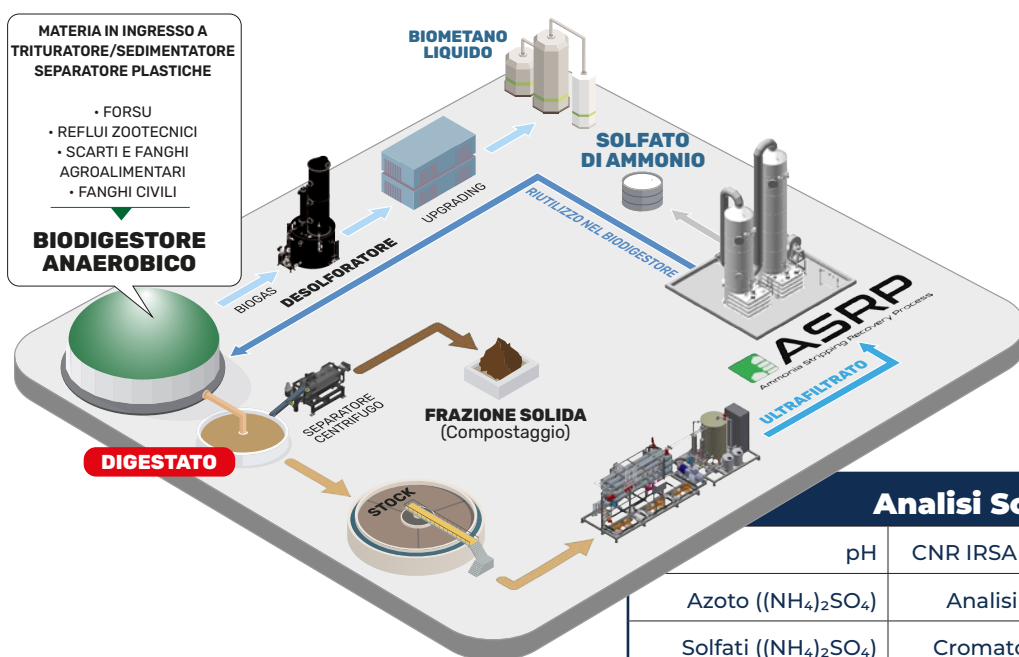 MATERIA IN INGRESSO A
TRITURATORE/SEDIMENTATORE
SEPARATORE PLASTICHE
• FORSU
• REFLUI ZOOTECNICI
• SCARTI E FANGHI
AGROALIMENTARI
• FANGHI CIVILI
BIODIGESTORE
ANAEROBICO
BIOMETANO
LIQUIDO
SOLFATO
DI AMMONIO
UPGRADING
RIUTILIZZO NEL BIODIGESTORE
DESOLFORATORE
BIOGAS
ASRP
Ammonia Stripping Recovery Process
SEPARATORE
CENTRIFUGO
FRAZIONE SOLIDA
(Compostaggio)
ULTRAFILTRATO
DIGESTATO
STOCK
Analisi So
pH
CNR IRSA
Azoto ((NH₄)₂SO₄)
Analisi
Solfati ((NH₄)₂SO₄)
Cromato